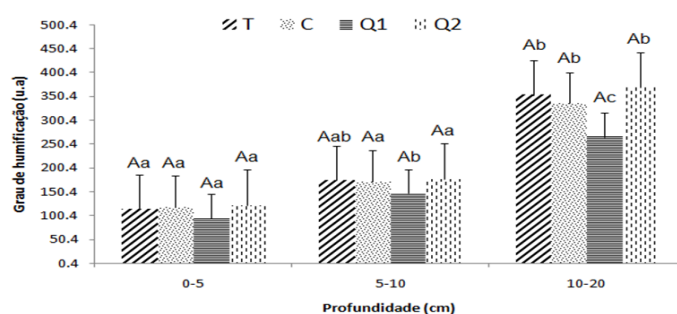 500.4
T C Q1 Q2
450.4
400.4
350.4
300.4
250.4
200.4
150.4
100.4
50.4
0.4
Grau de humificação (u.a)
Aa Aa Aa Aa
Aab Aa Ab Aa
Ab Ab Ac Ab
0-5 5-10 10-20
Profundidade (cm)